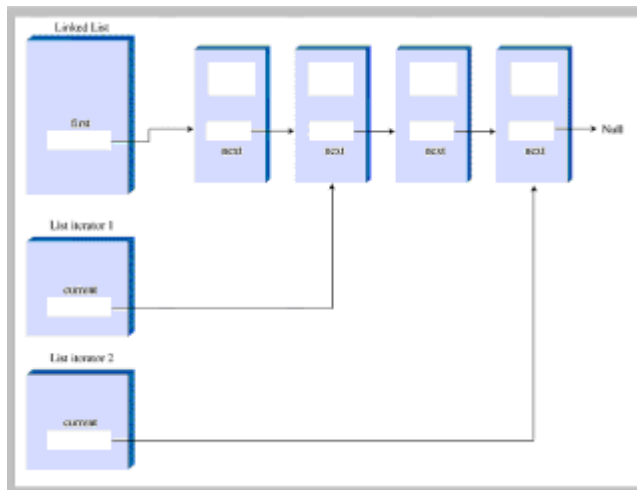 Linked List
first
next
next
next
next
Null
List iterator 1
current
List iterator 2
current